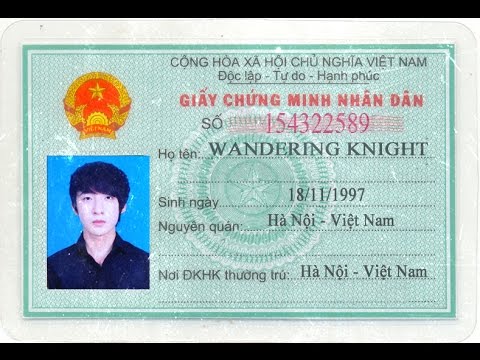 CỘNG HÒA XÃ HỘI CHỦ NGHĨA VIỆT NAM
Độc lập - Tự do - Hạnh phúc
GIẤY CHỨNG MINH NHÂN DÂN
SỐ 154322589
Họ tên: WANDERING KNIGHT
Sinh ngày 18/11/1997
Nguyên quán: Hà Nội - Việt Nam
Nơi ĐKHK thường trú: Hà Nội - Việt Nam
VIỆT NAM